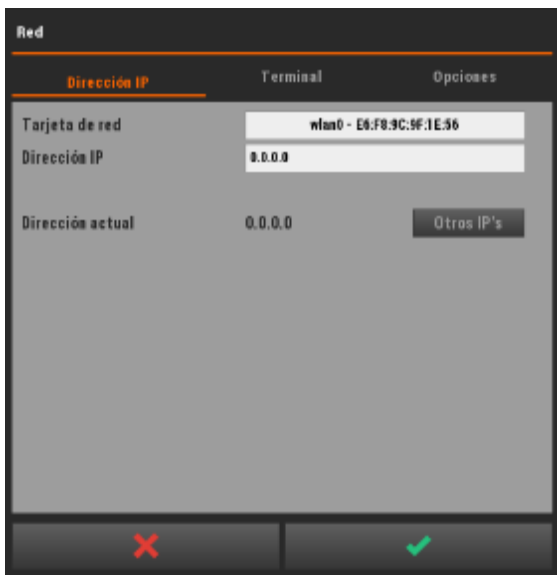 Red
Dirección IP Terminal Opciones
Tarjeta de red wlan0 - E6:F8:9C:9F:1E:56
Dirección IP 0.0.0.0
Dirección actual 0.0.0.0 Otros IP's